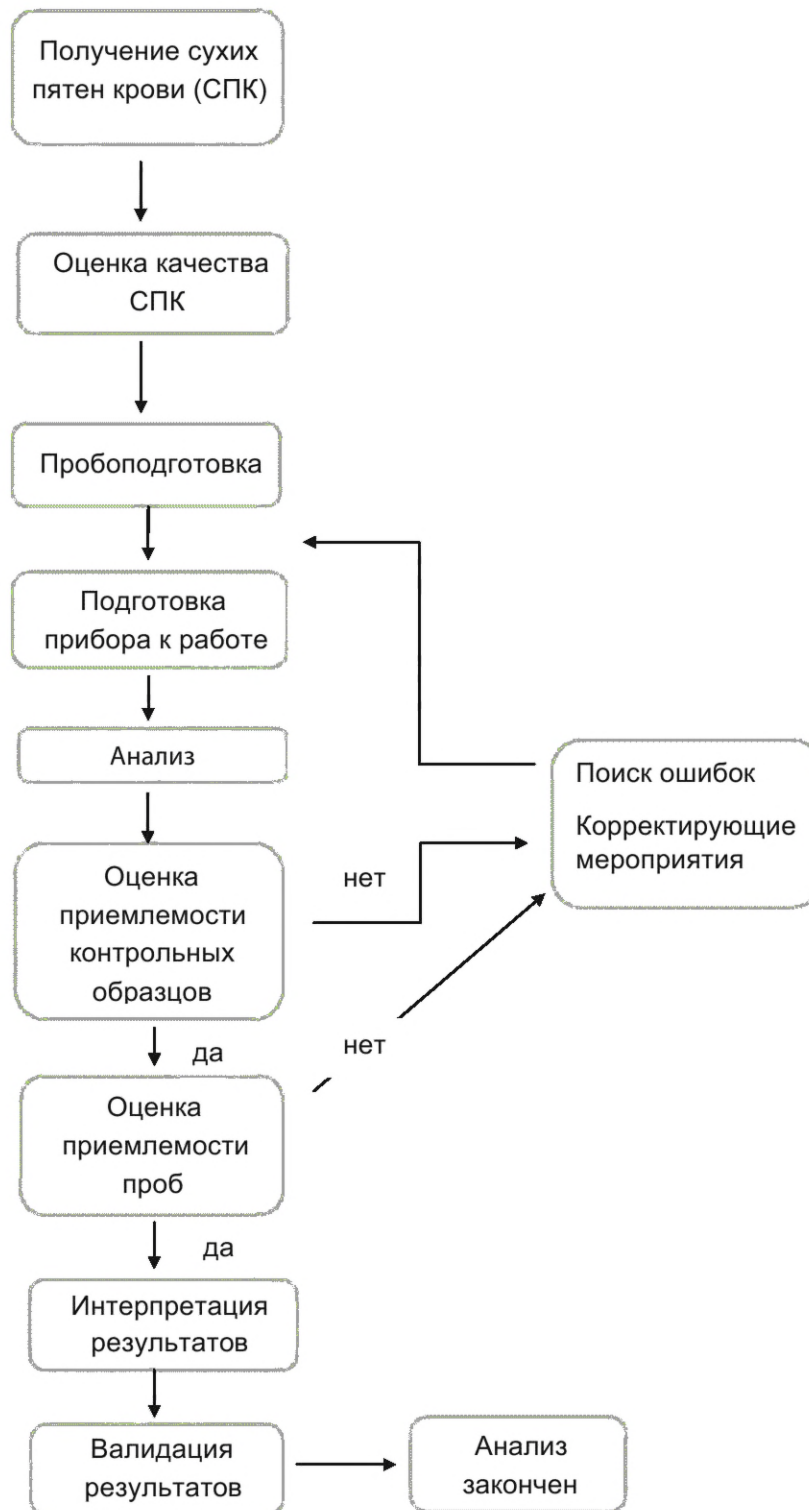 Получение сухих
пятен крови (СПК)
Оценка качества
СПК
Пробоподготовка
Подготовка
прибора к работе
Анализ
Поиск ошибок
Корректирующие
мероприятия
Оценка
приемлемости
контрольных
образцов
нет
да
нет
Оценка
приемлемости
проб
да
Интерпретация
результатов
Валидация
результатов
Анализ
закончен